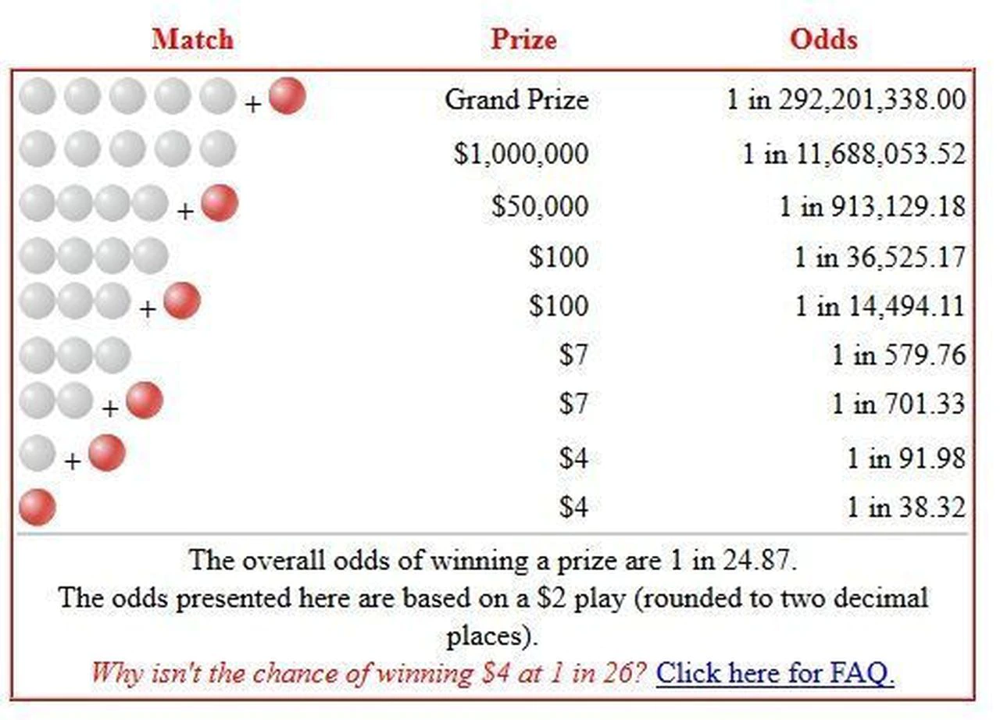 Match Prize Odds
+ Grand Prize 1 in 292,201,338.00
$1,000,000 1 in 11,688,053.52
+ $50,000 1 in 913,129.18
$100 1 in 36,525.17
+ $100 1 in 14,494.11
$7 1 in 579.76
+ $7 1 in 701.33
+ $4 1 in 91.98
$4 1 in 38.32
The overall odds of winning a prize are 1 in 24.87.
The odds presented here are based on a $2 play (rounded to two decimal
places).
Why isn't the chance of winning $4 at 1 in 26? Click here for FAQ.